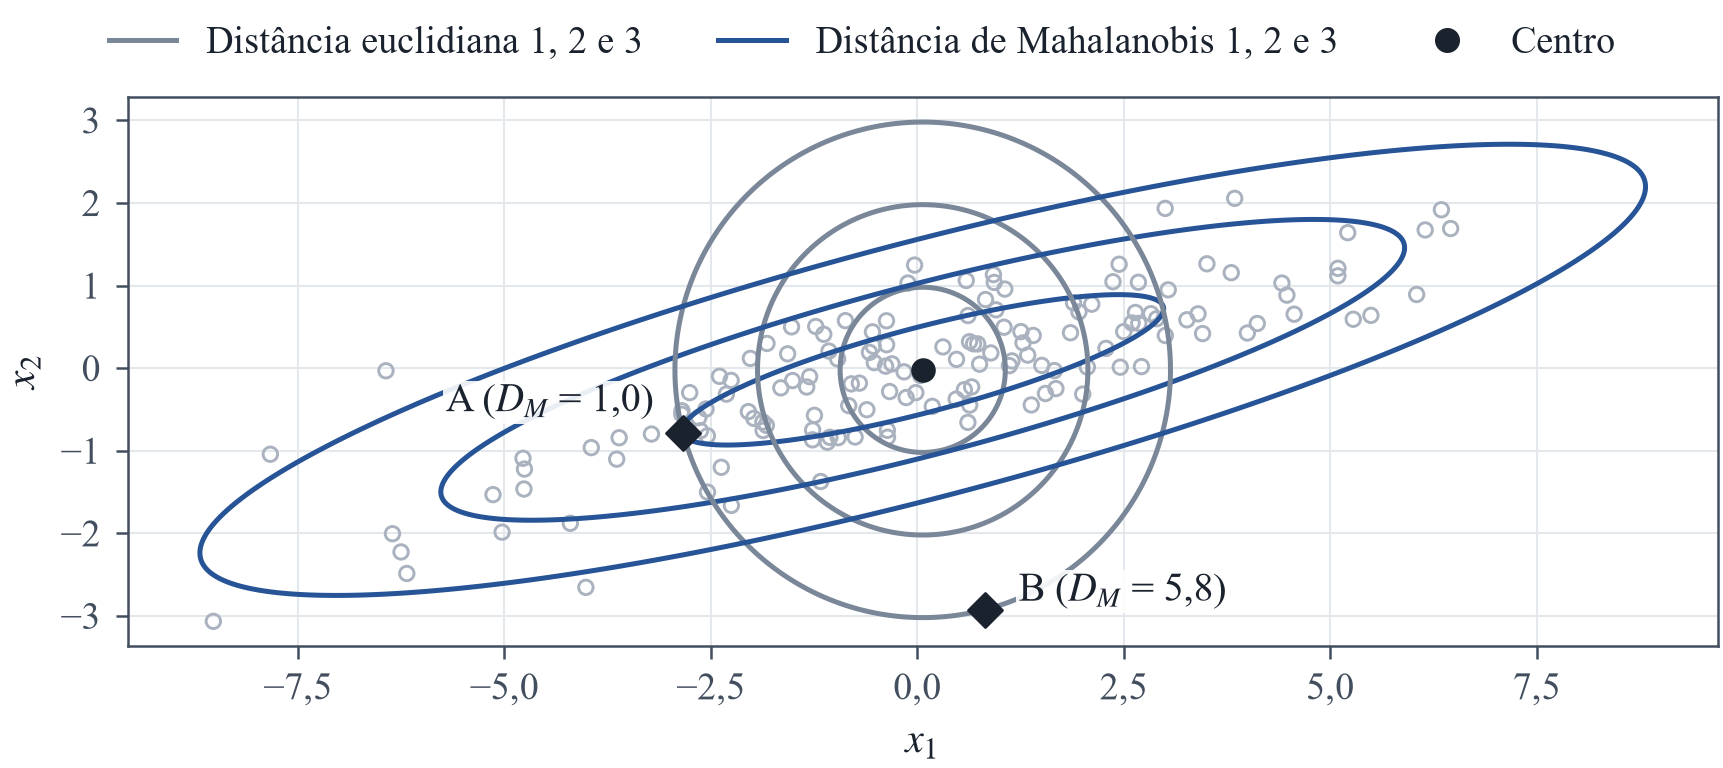 Distância euclidiana 1, 2 e 3 Distância de Mahalanobis 1, 2 e 3 Centro
3
2
1
0
−1
−2
−3
x₂
A (D_M = 1,0)
B (D_M = 5,8)
−7,5 −5,0 −2,5 0,0 2,5 5,0 7,5
x₁